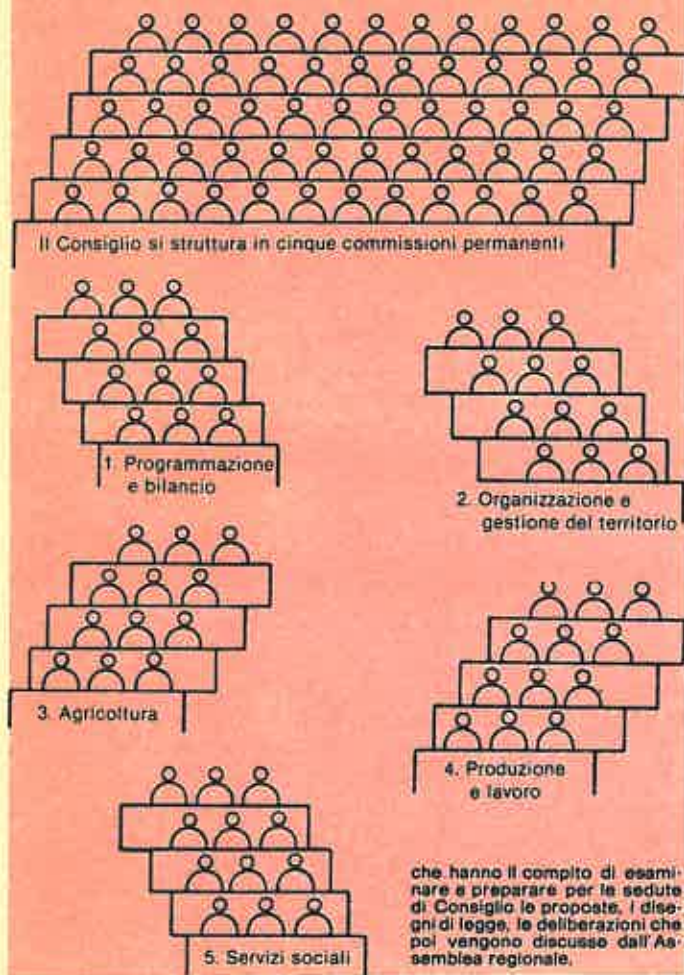 Il Consiglio si struttura in cinque commissioni permanenti
1. Programmazione
e bilancio
2. Organizzazione e
gestione del territorio
3. Agricoltura
4. Produzione
e lavoro
5. Servizi sociali
che hanno il compito di esami-
nare e preparare per le sedute
di Consiglio le proposte, i dise-
gni di legge, le deliberazioni che
poi vengono discusse dall'As-
semblea regionale.